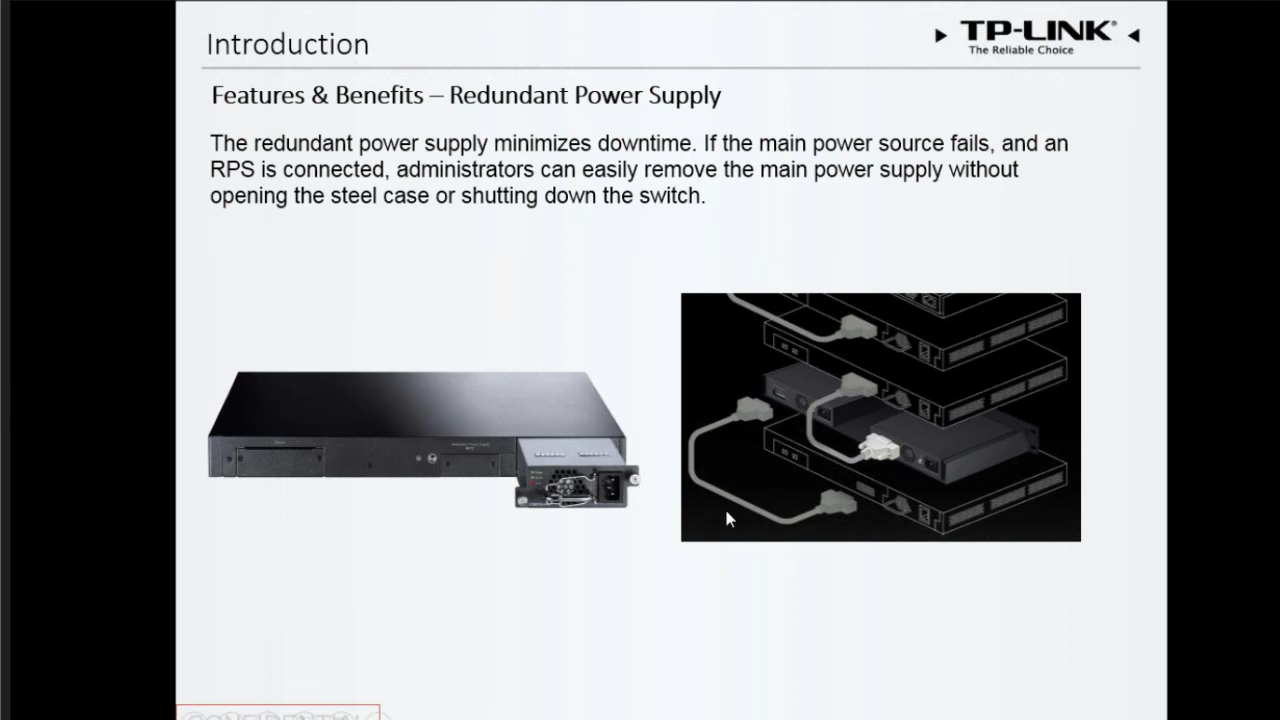 Introduction
TP-LINK®
The Reliable Choice
Features & Benefits – Redundant Power Supply
The redundant power supply minimizes downtime. If the main power source fails, and an
RPS is connected, administrators can easily remove the main power supply without
opening the steel case or shutting down the switch.